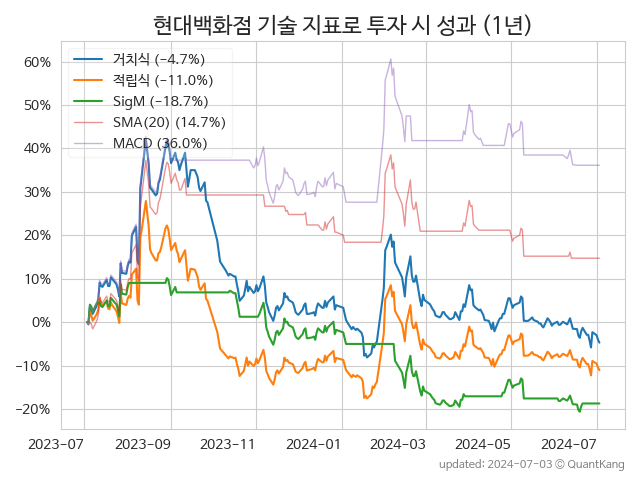 현대백화점 기술 지표로 투자 시 성과 (1년)
거치식 (−4.7%)
적립식 (−11.0%)
SigM (−18.7%)
SMA(20) (14.7%)
MACD (36.0%)
60%
50%
40%
30%
20%
10%
0%
−10%
−20%
2023-07 2023-09 2023-11 2024-01 2024-03 2024-05 2024-07
updated: 2024-07-03 © QuantKang